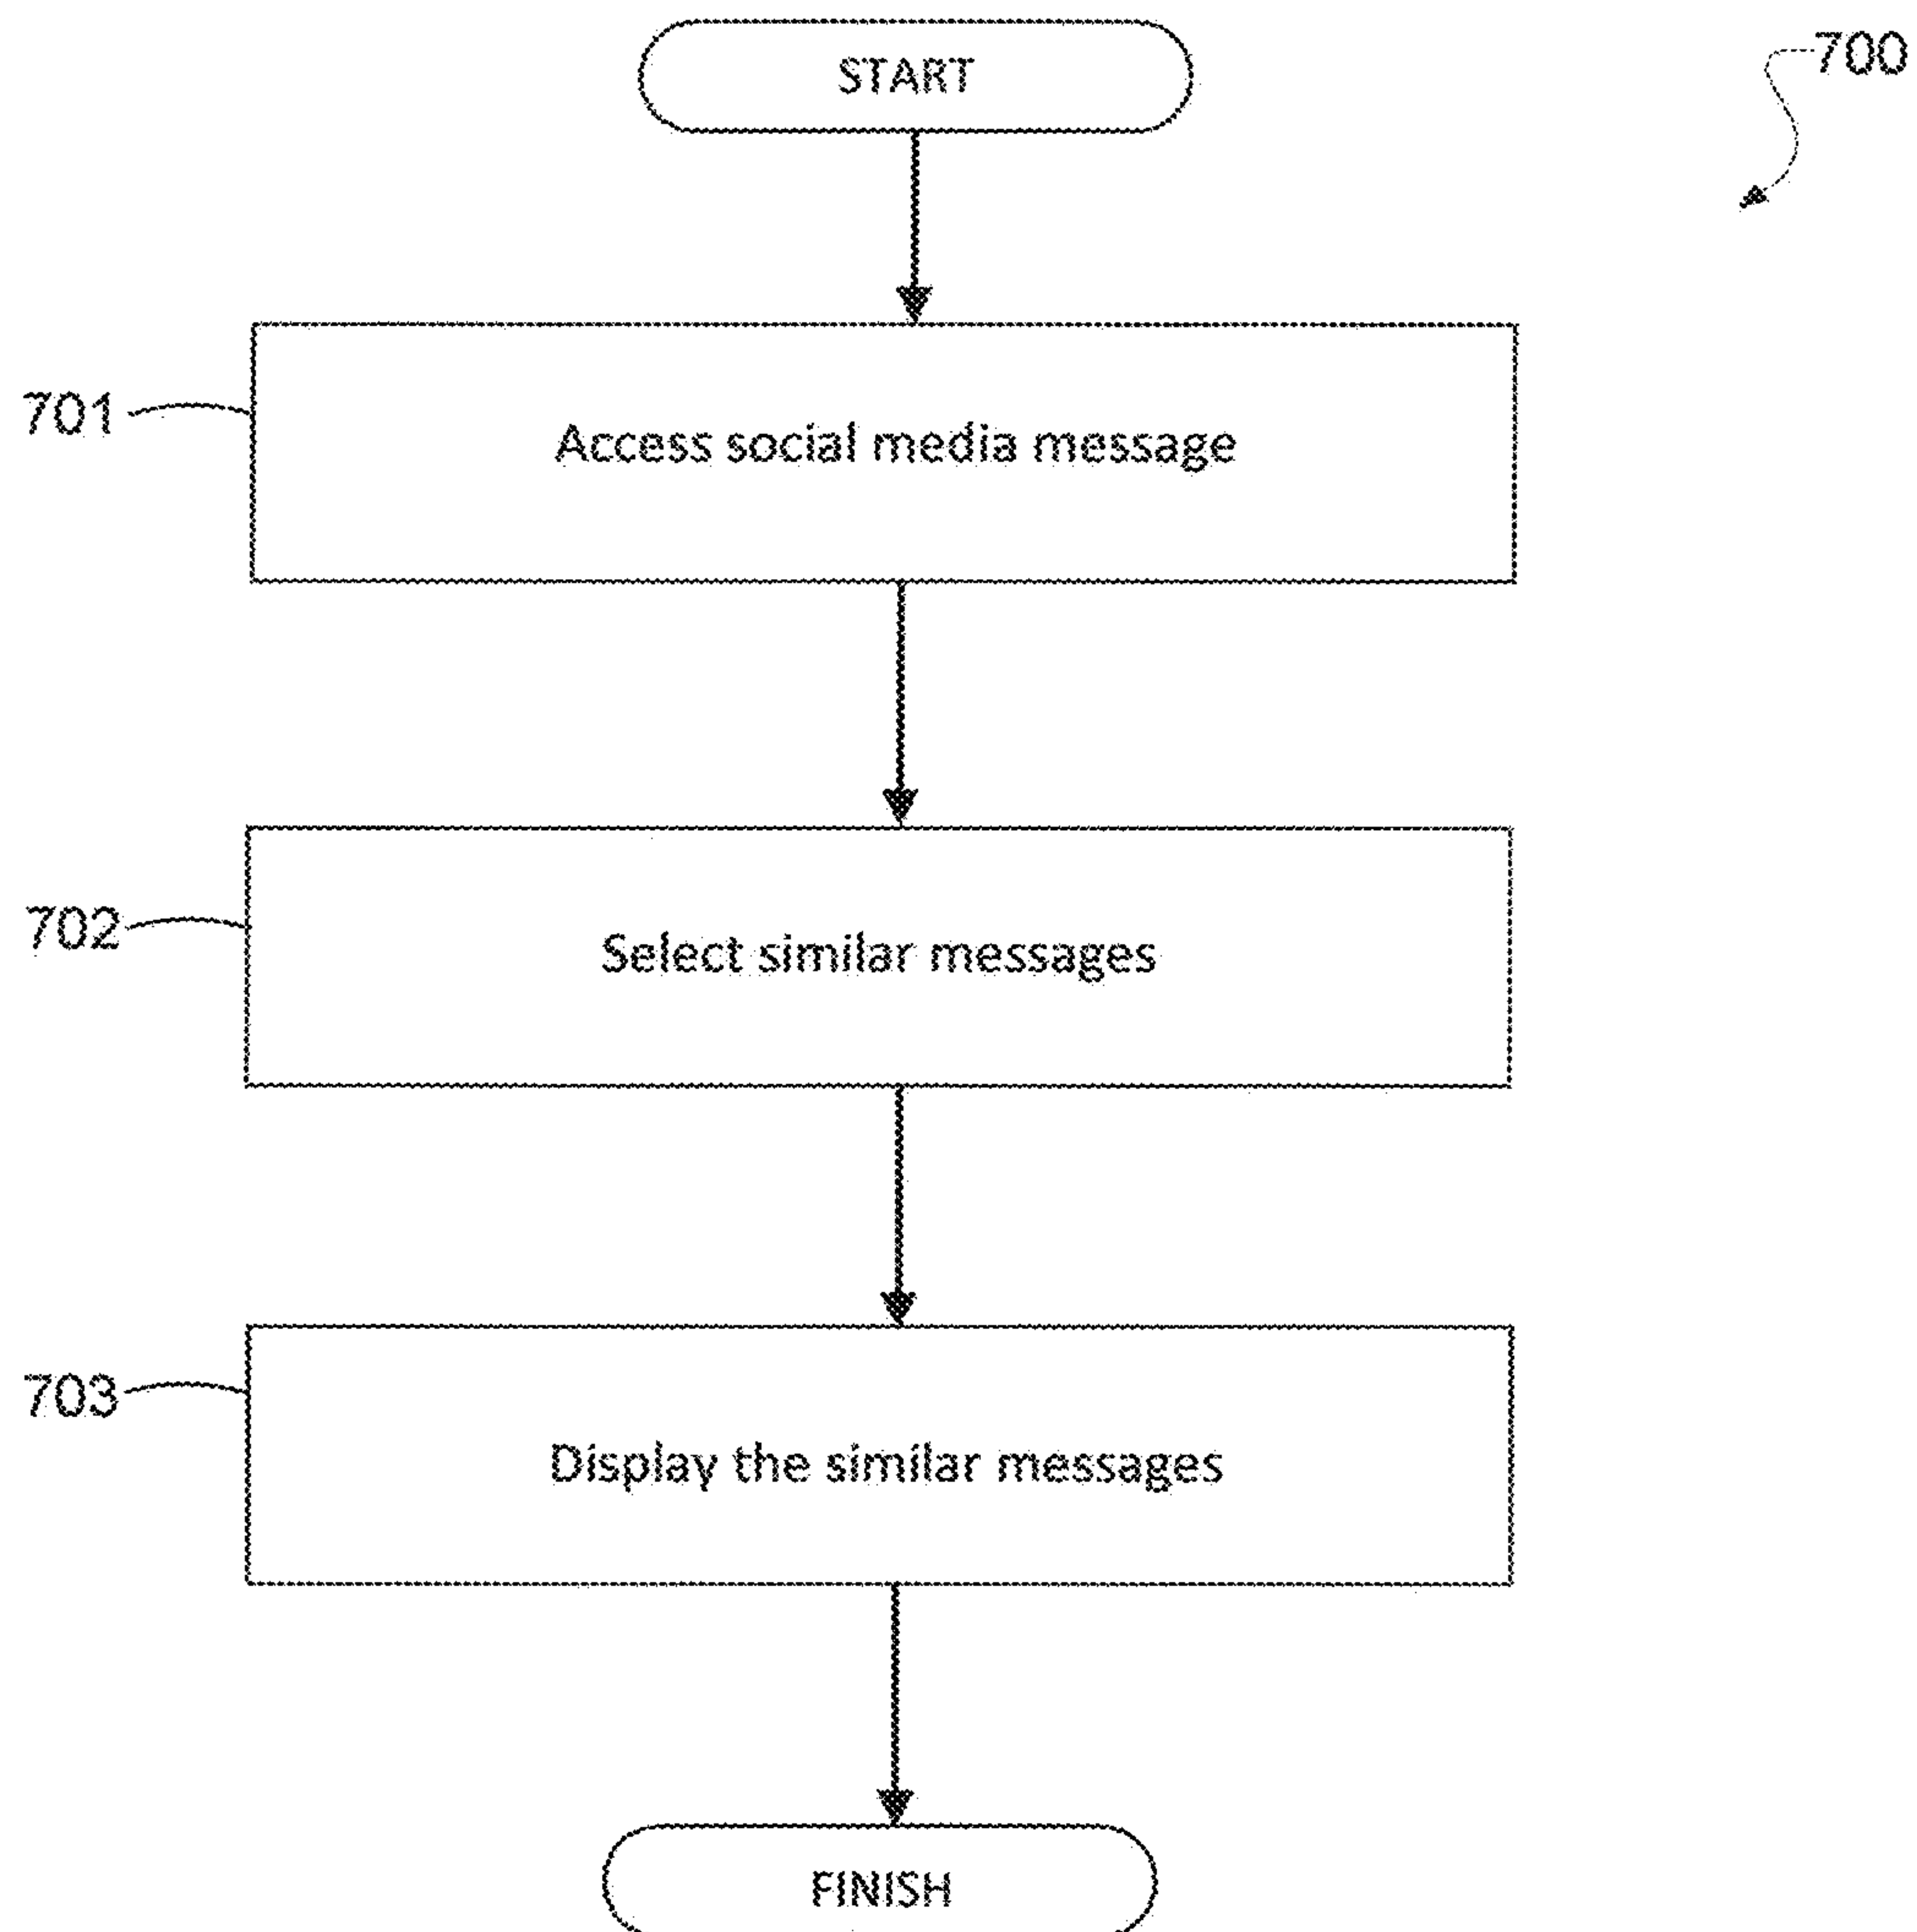 START
700
701
Access social media message
702
Select similar messages
703
Display the similar messages
FINISH